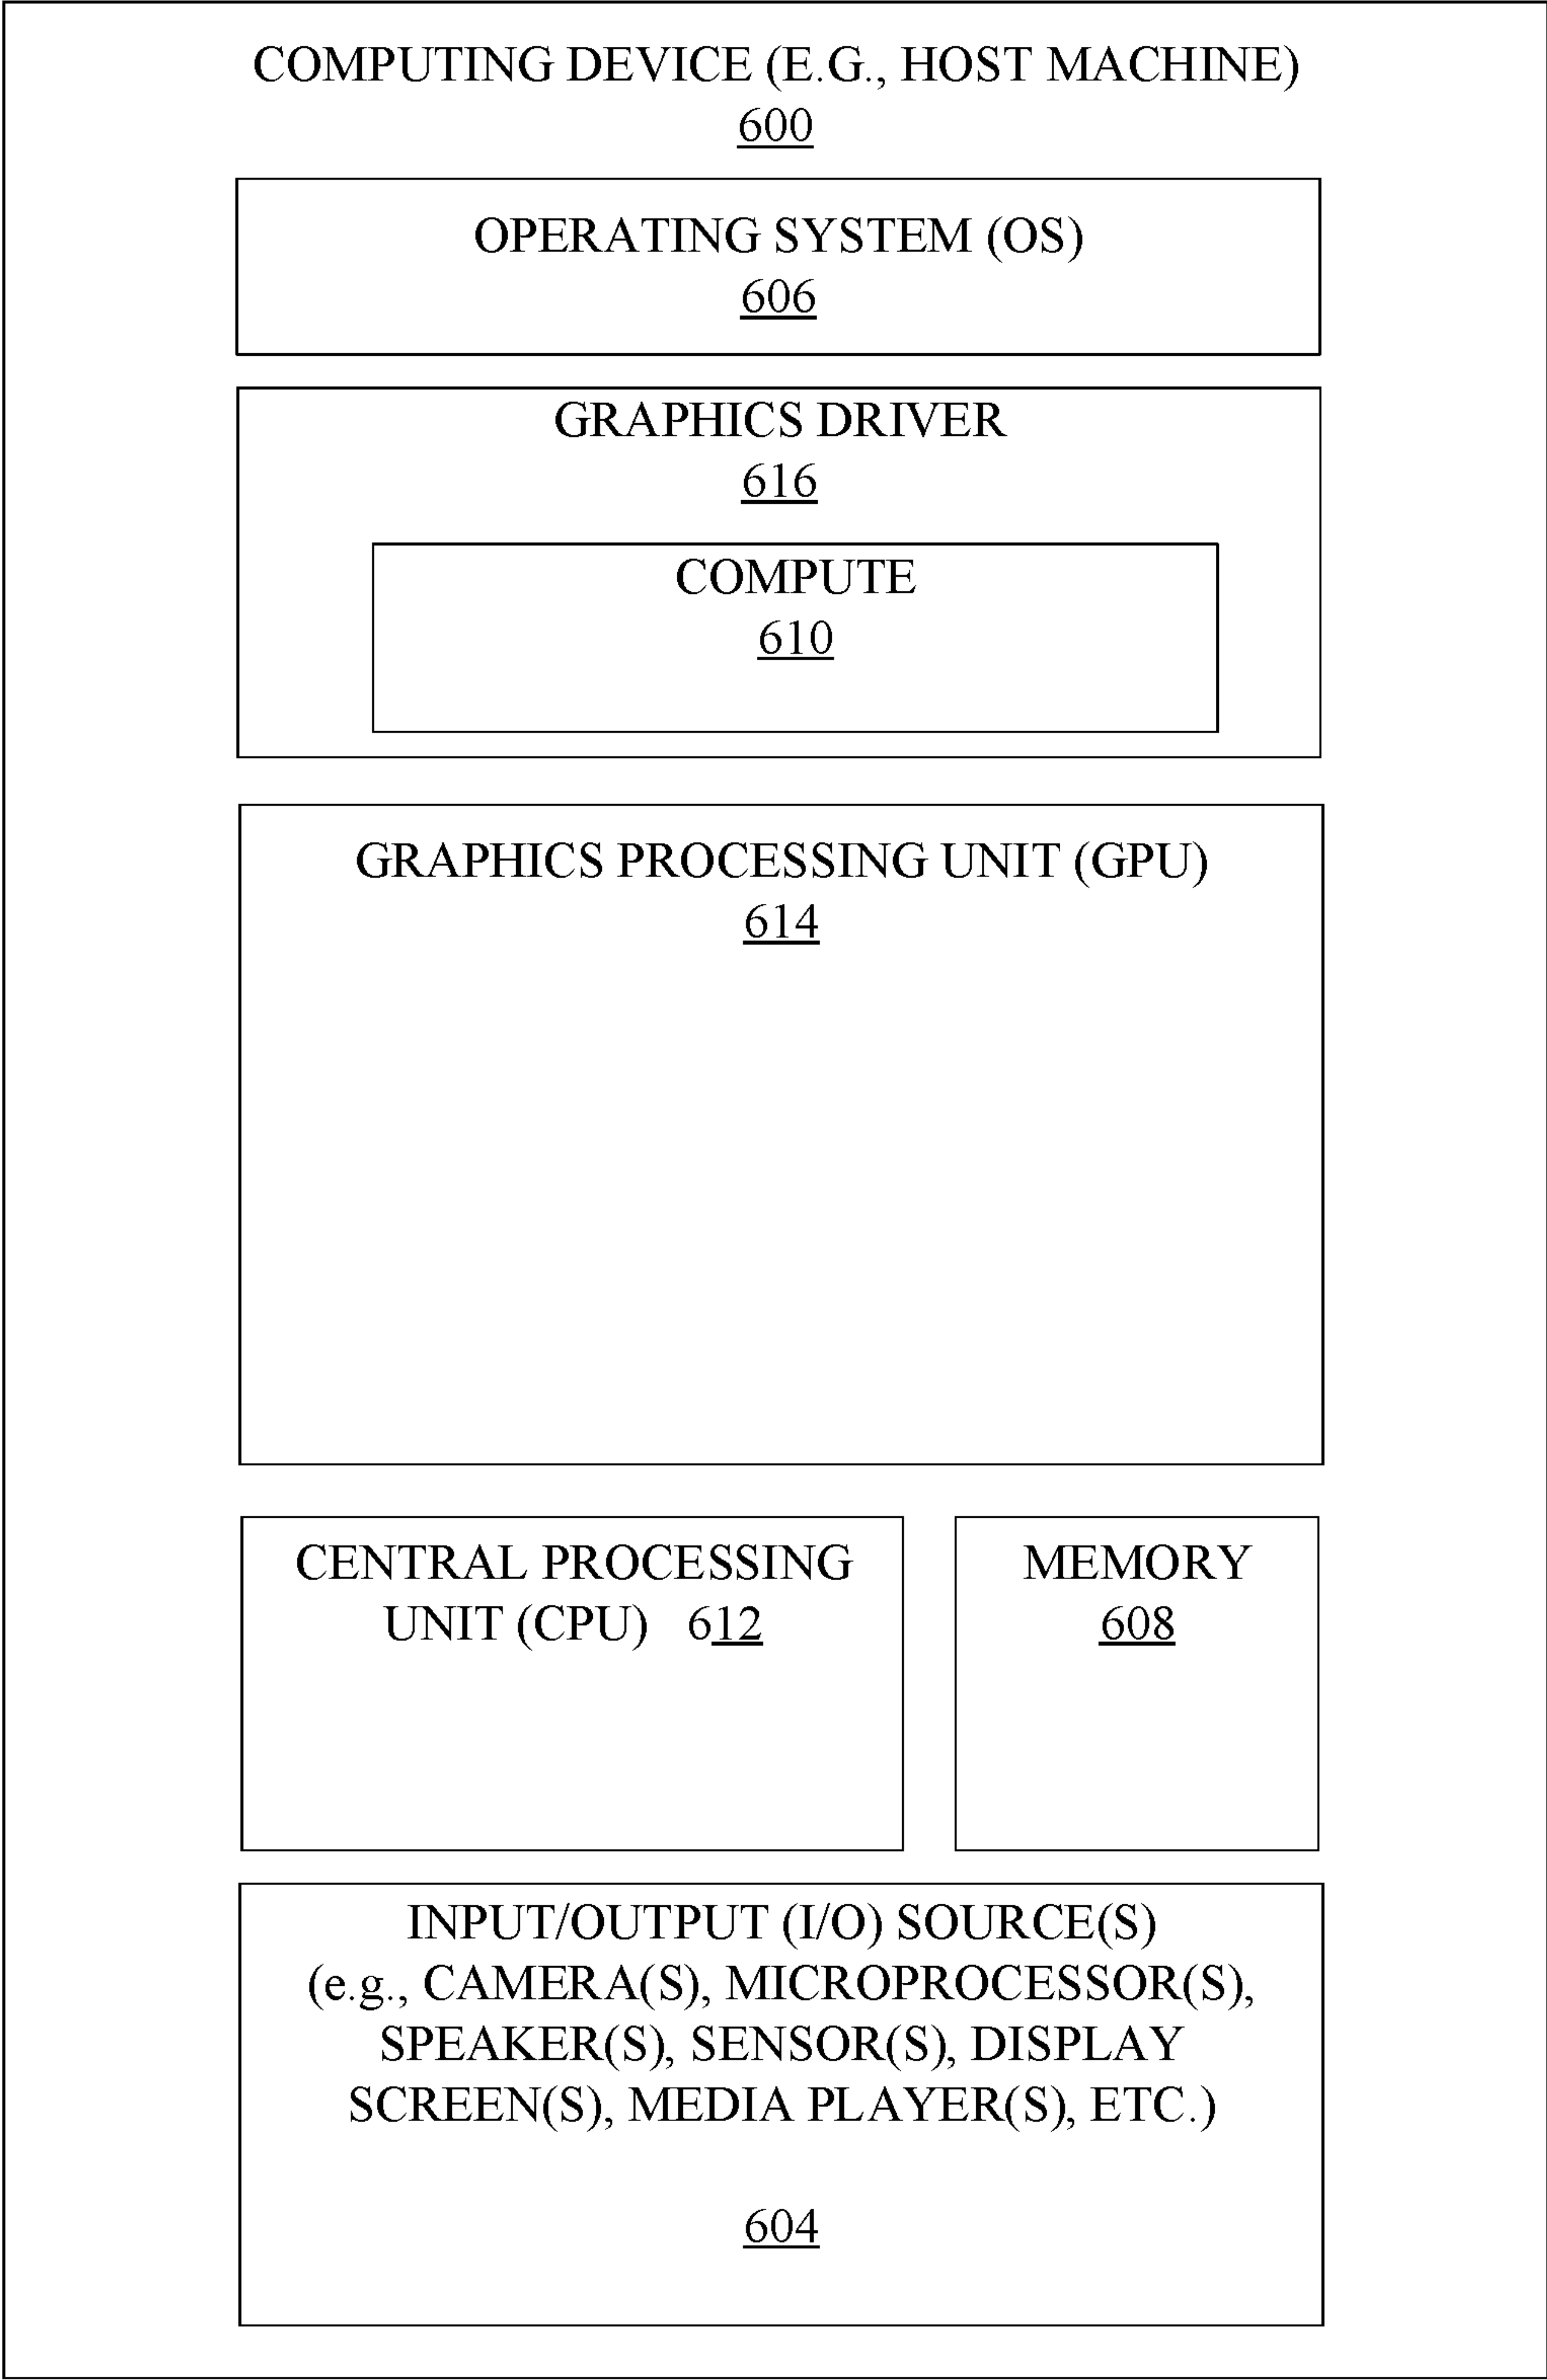 COMPUTING DEVICE (E.G., HOST MACHINE)
600
OPERATING SYSTEM (OS)
606
GRAPHICS DRIVER
616
COMPUTE
610
GRAPHICS PROCESSING UNIT (GPU)
614
CENTRAL PROCESSING
UNIT (CPU) 612
MEMORY
608
INPUT/OUTPUT (I/O) SOURCE(S)
(e.g., CAMERA(S), MICROPROCESSOR(S),
SPEAKER(S), SENSOR(S), DISPLAY
SCREEN(S), MEDIA PLAYER(S), ETC.)
604